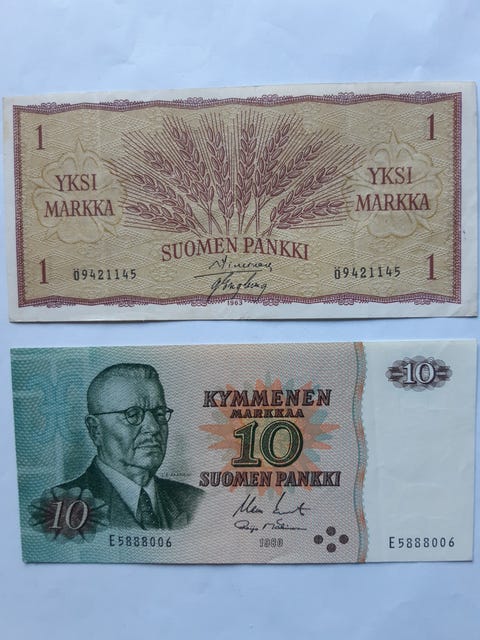 1 1
YKSI MARKKA
YKSI MARKKA
SUOMEN PANKKI
1 Ö9421145 Ö9421145 1
1963
10
KYMMENEN
MARKKAA
10
SUOMEN PANKKI
10
1980
E5888006 E5888006